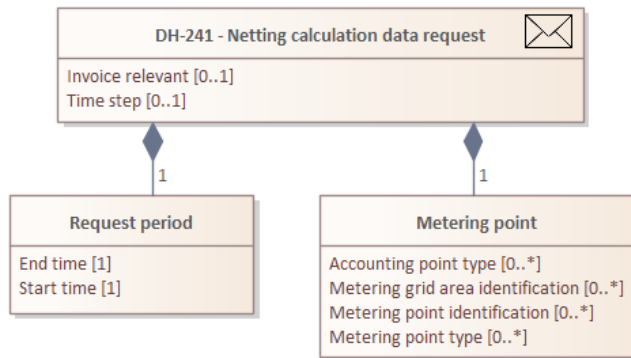 DH-241 - Netting calculation data request
Invoice relevant [0..1]
Time step [0..1]
1
1
Request period
End time [1]
Start time [1]
Metering point
Accounting point type [0..*]
Metering grid area identification [0..*]
Metering point identification [0..*]
Metering point type [0..*]